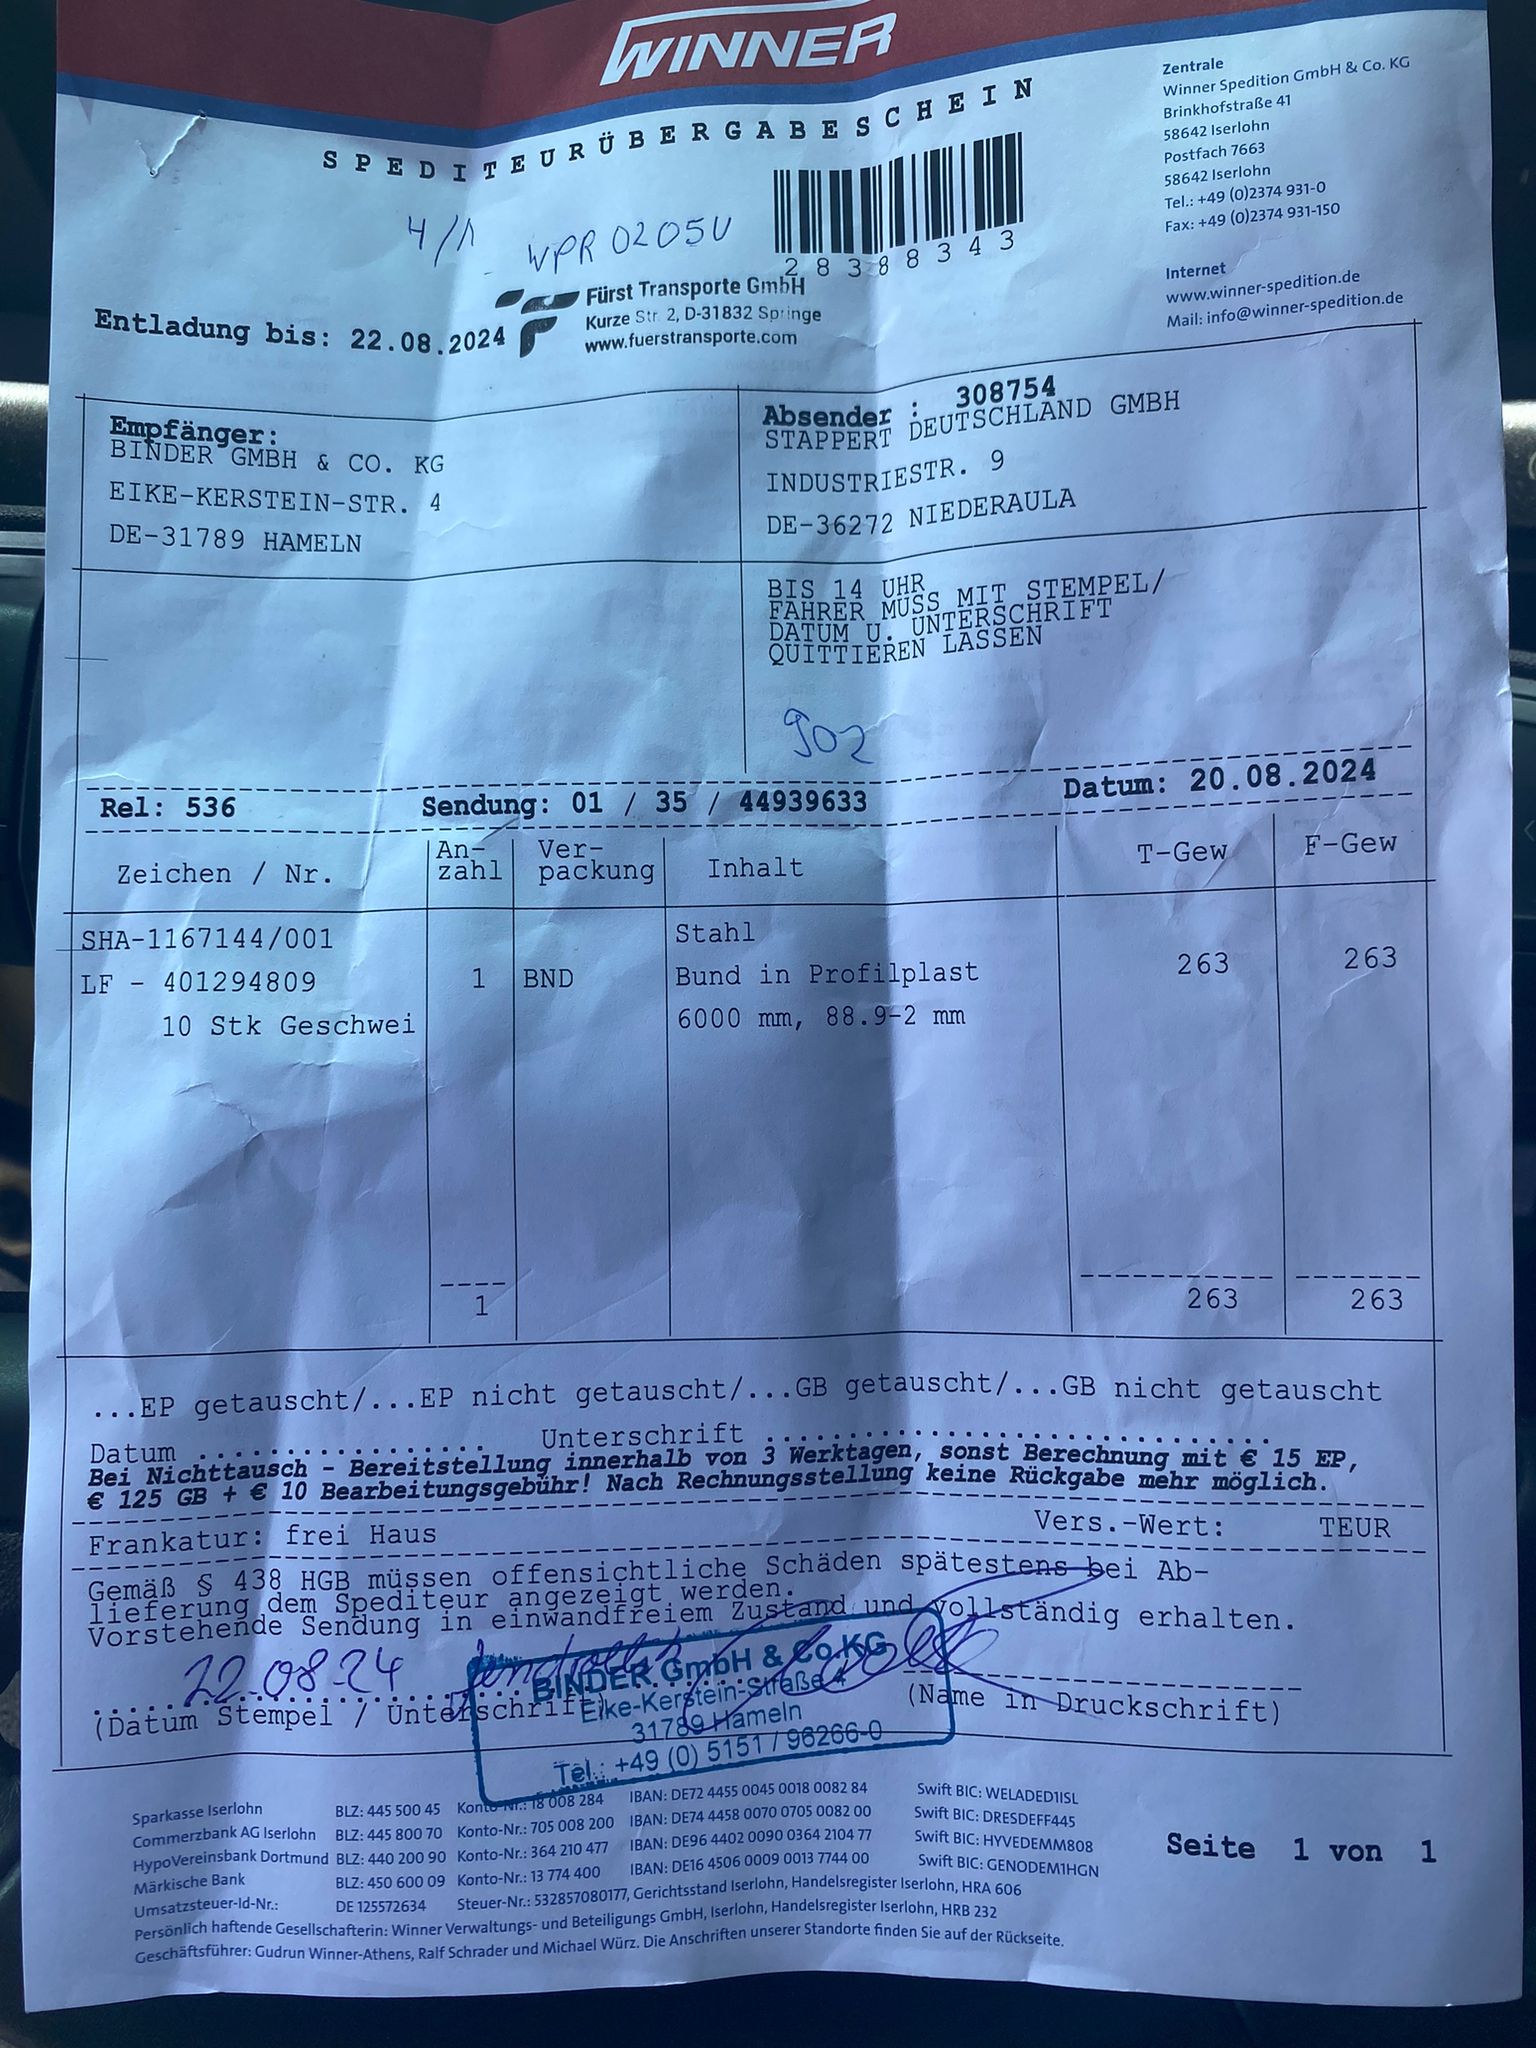 WINNER
SPEDITEURÜBERGABESCHEIN
Zentrale
Winner Spedition GmbH & Co. KG
Brinkhofstraße 41
58642 Iserlohn
Postfach 7663
58642 Iserlohn
Tel.: +49 (0)2374 931-0
Fax: +49 (0)2374 931-150
Internet
www.winner-spedition.de
Mail: info@winner-spedition.de
4/1 WPR 0205U
28388343
Fürst Transporte GmbH
Kurze Str. 2, D-31832 Springe
www.fuerstransporte.com
Entladung bis: 22.08.2024
Empfänger:
BINDER GMBH & CO. KG
EIKE-KERSTEIN-STR. 4
DE-31789 HAMELN
Absender : 308754
STAPPERT DEUTSCHLAND GMBH
INDUSTRIESTR. 9
DE-36272 NIEDERAULA
BIS 14 UHR
FAHRER MUSS MIT STEMPEL/
DATUM U. UNTERSCHRIFT
QUITTIEREN LASSEN
902
Rel: 536 Sendung: 01 / 35 / 44939633 Datum: 20.08.2024
Zeichen / Nr. An-zahl Ver-packung Inhalt T-Gew F-Gew
SHA-1167144/001 Stahl
LF - 401294809 1 BND Bund in Profilplast 263 263
10 Stk Geschwei 6000 mm, 88.9-2 mm
1 263 263
...EP getauscht/...EP nicht getauscht/...GB getauscht/...GB nicht getauscht
Datum ................. Unterschrift ..............................
Bei Nichttausch - Bereitstellung innerhalb von 3 Werktagen, sonst Berechnung mit € 15 EP,
€ 125 GB + € 10 Bearbeitungsgebühr! Nach Rechnungsstellung keine Rückgabe mehr möglich.
Frankatur: frei Haus Vers.-Wert: TEUR
Gemäß § 438 HGB müssen offensichtliche Schäden spätestens bei Ab-
lieferung dem Spediteur angezeigt werden.
Vorstehende Sendung in einwandfreiem Zustand und vollständig erhalten.
22.08.24
(Datum Stempel / Unterschrift) (Name in Druckschrift)
BINDER GmbH & Co.KG
Eike-Kerstein-Straße 4
31789 Hameln
Tel.: +49 (0) 5151 / 96266-0
Sparkasse Iserlohn BLZ: 445 500 45 Konto-Nr.: 18 008 284 IBAN: DE72 4455 0045 0018 0082 84 Swift BIC: WELADED1ISL
Commerzbank AG Iserlohn BLZ: 445 800 70 Konto-Nr.: 705 008 200 IBAN: DE74 4458 0070 0705 0082 00 Swift BIC: DRESDEFF445
HypoVereinsbank Dortmund BLZ: 440 200 90 Konto-Nr.: 364 210 477 IBAN: DE96 4402 0090 0364 2104 77 Swift BIC: HYVEDEMM808
Märkische Bank BLZ: 450 600 09 Konto-Nr.: 13 774 400 IBAN: DE16 4506 0009 0013 7744 00 Swift BIC: GENODEM1HGN
Umsatzsteuer-Id-Nr.: DE 125572634 Steuer-Nr.: 532857080177, Gerichtsstand Iserlohn, Handelsregister Iserlohn, HRA 606
Persönlich haftende Gesellschafterin: Winner Verwaltungs- und Beteiligungs GmbH, Iserlohn, Handelsregister Iserlohn, HRB 232
Geschäftsführer: Gudrun Winner-Athens, Ralf Schrader und Michael Würz. Die Anschriften unserer Standorte finden Sie auf der Rückseite.
Seite 1 von 1